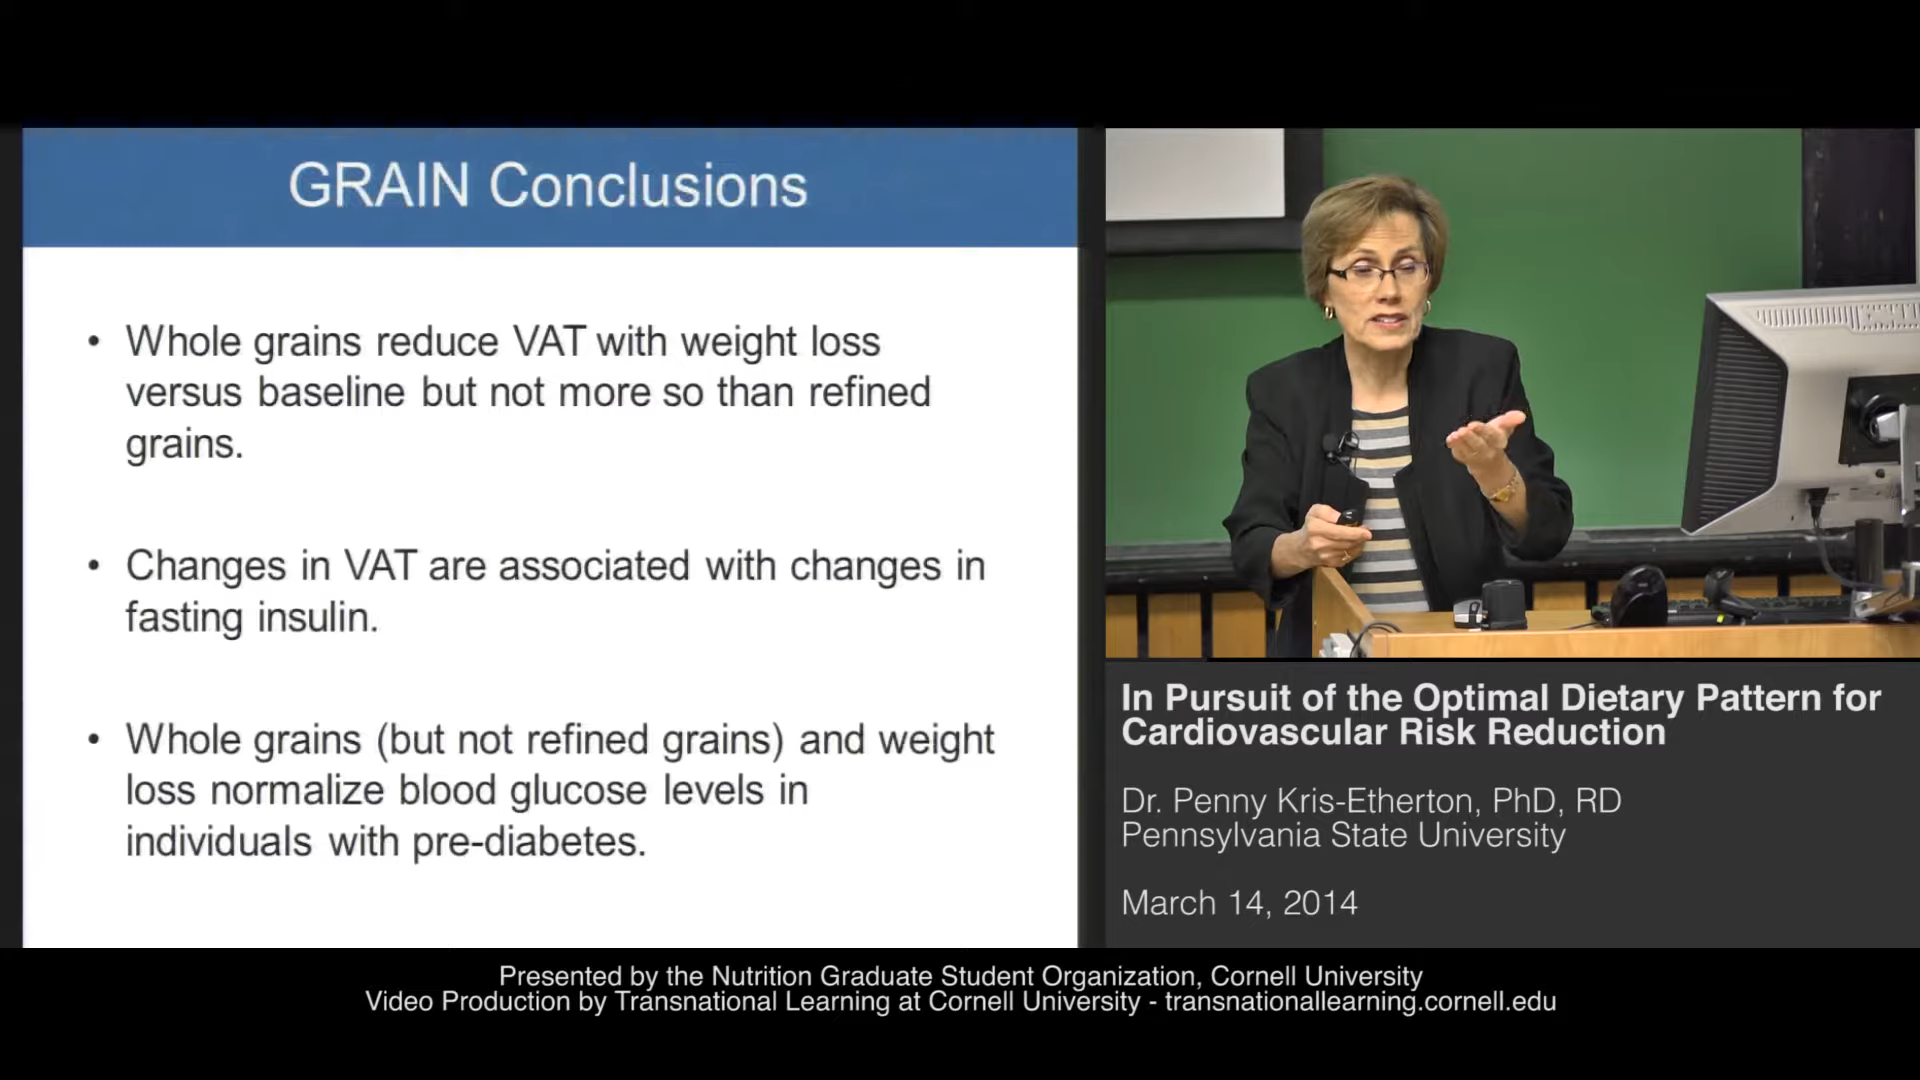 GRAIN Conclusions
• Whole grains reduce VAT with weight loss
versus baseline but not more so than refined
grains.
• Changes in VAT are associated with changes in
fasting insulin.
• Whole grains (but not refined grains) and weight
loss normalize blood glucose levels in
individuals with pre-diabetes.
In Pursuit of the Optimal Dietary Pattern for
Cardiovascular Risk Reduction
Dr. Penny Kris-Etherton, PhD, RD
Pennsylvania State University
March 14, 2014
Presented by the Nutrition Graduate Student Organization, Cornell University
Video Production by Transnational Learning at Cornell University - transnationallearning.cornell.edu